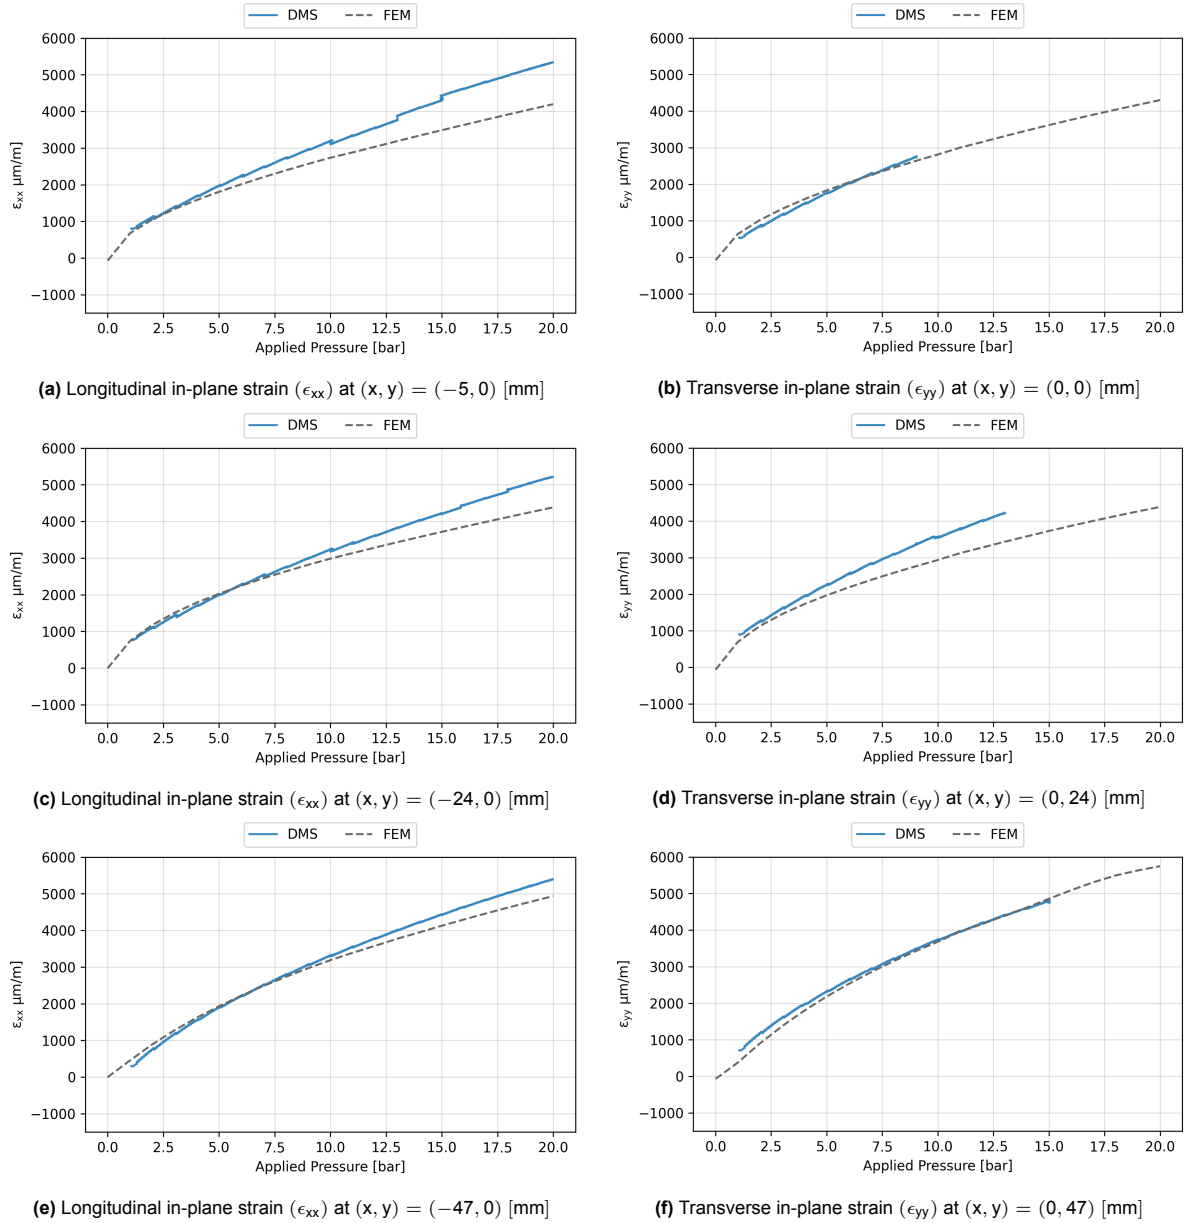 DMS FEM
6000
5000
4000
3000
2000
1000
0
−1000
εxx μm/m
0.0 2.5 5.0 7.5 10.0 12.5 15.0 17.5 20.0
Applied Pressure [bar]
(a) Longitudinal in-plane strain (ϵxx) at (x, y) = (−5, 0) [mm]
DMS FEM
6000
5000
4000
3000
2000
1000
0
−1000
εyy μm/m
0.0 2.5 5.0 7.5 10.0 12.5 15.0 17.5 20.0
Applied Pressure [bar]
(b) Transverse in-plane strain (ϵyy) at (x, y) = (0, 0) [mm]
DMS FEM
6000
5000
4000
3000
2000
1000
0
−1000
εxx μm/m
0.0 2.5 5.0 7.5 10.0 12.5 15.0 17.5 20.0
Applied Pressure [bar]
(c) Longitudinal in-plane strain (ϵxx) at (x, y) = (−24, 0) [mm]
DMS FEM
6000
5000
4000
3000
2000
1000
0
−1000
εyy μm/m
0.0 2.5 5.0 7.5 10.0 12.5 15.0 17.5 20.0
Applied Pressure [bar]
(d) Transverse in-plane strain (ϵyy) at (x, y) = (0, 24) [mm]
DMS FEM
6000
5000
4000
3000
2000
1000
0
−1000
εxx μm/m
0.0 2.5 5.0 7.5 10.0 12.5 15.0 17.5 20.0
Applied Pressure [bar]
(e) Longitudinal in-plane strain (ϵxx) at (x, y) = (−47, 0) [mm]
DMS FEM
6000
5000
4000
3000
2000
1000
0
−1000
εyy μm/m
0.0 2.5 5.0 7.5 10.0 12.5 15.0 17.5 20.0
Applied Pressure [bar]
(f) Transverse in-plane strain (ϵyy) at (x, y) = (0, 47) [mm]